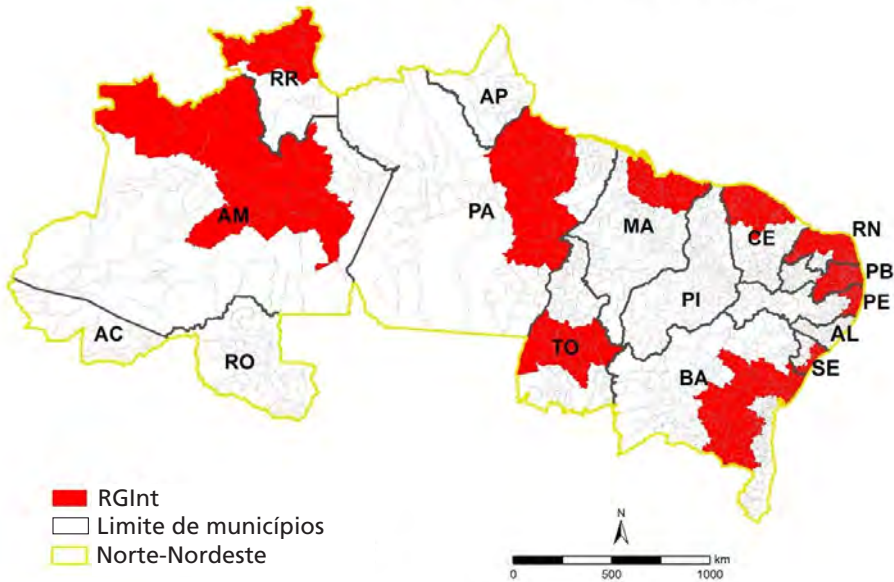 RR
AP
AM
PA
MA
CE
RN
PB
PE
AL
SE
PI
TO
BA
AC
RO
RGInt
Limite de municípios
Norte-Nordeste
N
km
0 500 1000